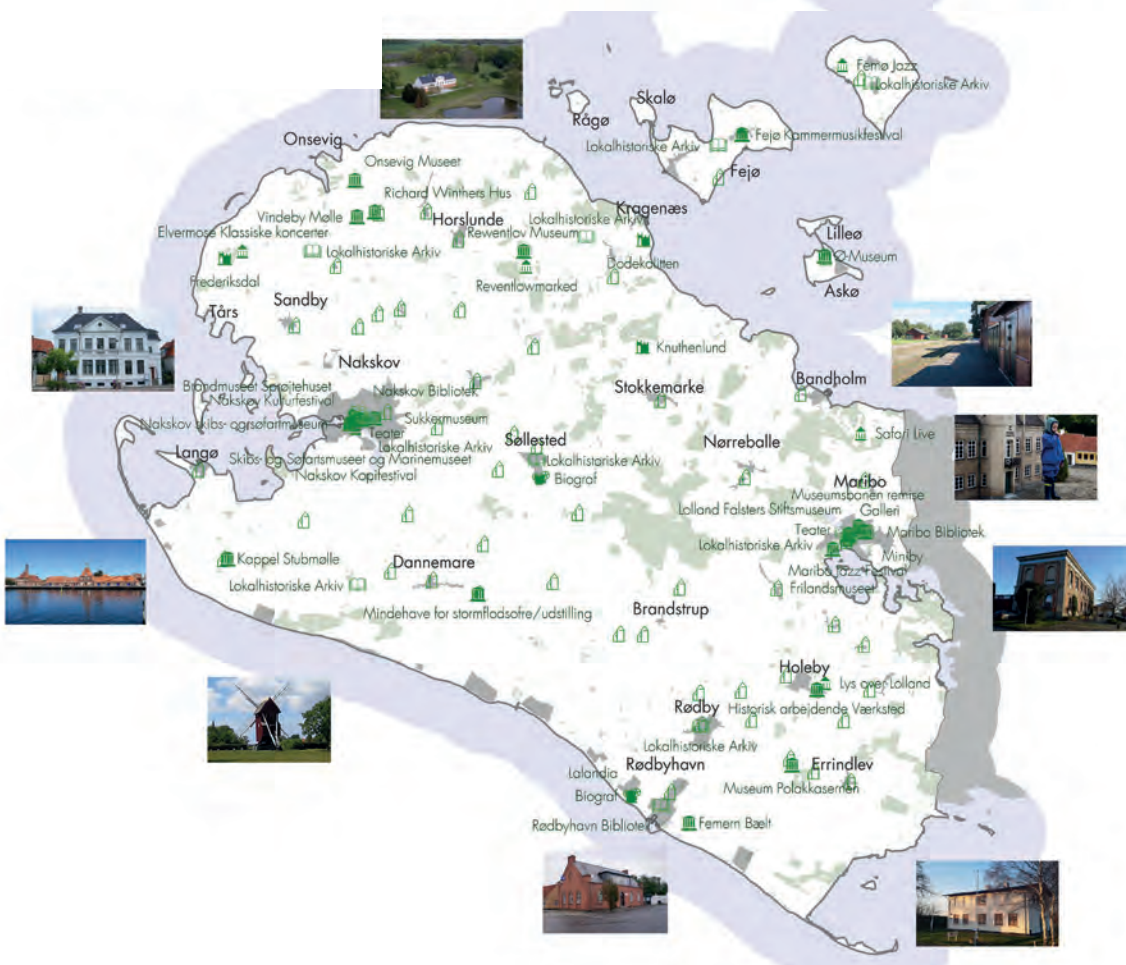 Femø Jazz
Lokalhistoriske Arkiv
Skalø
Rågø
Fejø Kammermusikfestival
Lokalhistoriske Arkiv
Fejø
Onsevig
Onsevig Museet
Richard Winthers Hus
Vindeby Mølle
Horslunde
Lokalhistoriske Arkiv
Kragenæs
Elvermose Klassiske koncerter
Rewentlov Museum
Lokalhistoriske Arkiv
Frederiksdal
Dodekalitten
Reventlowmarked
Lilleø
Ø-Museum
Askø
Sandby
Tårs
Nakskov
Knuthenlund
Stokkemarke
Bandholm
Brandmuseet Sprøjtehuset
Nakskov Bibliotek
Nakskov Kulturfestival
Sukkermuseum
Nakskov skibs- og søfartmuseum
Teater
Lokalhistoriske Arkiv
Skibs- og Søfartsmuseet og Marinemuseet
Nakskov Kopifestival
Langø
Søllested
Lokalhistoriske Arkiv
Biograf
Nørreballe
Safari Live
Maribo
Museumsbanen remise
Lolland Falsters Stiftsmuseum
Galleri
Teater
Maribo Bibliotek
Lokalhistoriske Arkiv
Miniby
Maribo Jazz Festival
Frilandsmuseet
Kappel Stubmølle
Dannemare
Lokalhistoriske Arkiv
Mindehave for stormflodsofre/udstilling
Brandstrup
Holeby
Lys over Lolland
Historisk arbejdende Værksted
Rødby
Lokalhistoriske Arkiv
Rødbyhavn
Errindlev
Lalandia
Museum Polakkasernen
Biograf
Rødbyhavn Bibliote
Femern Bælt